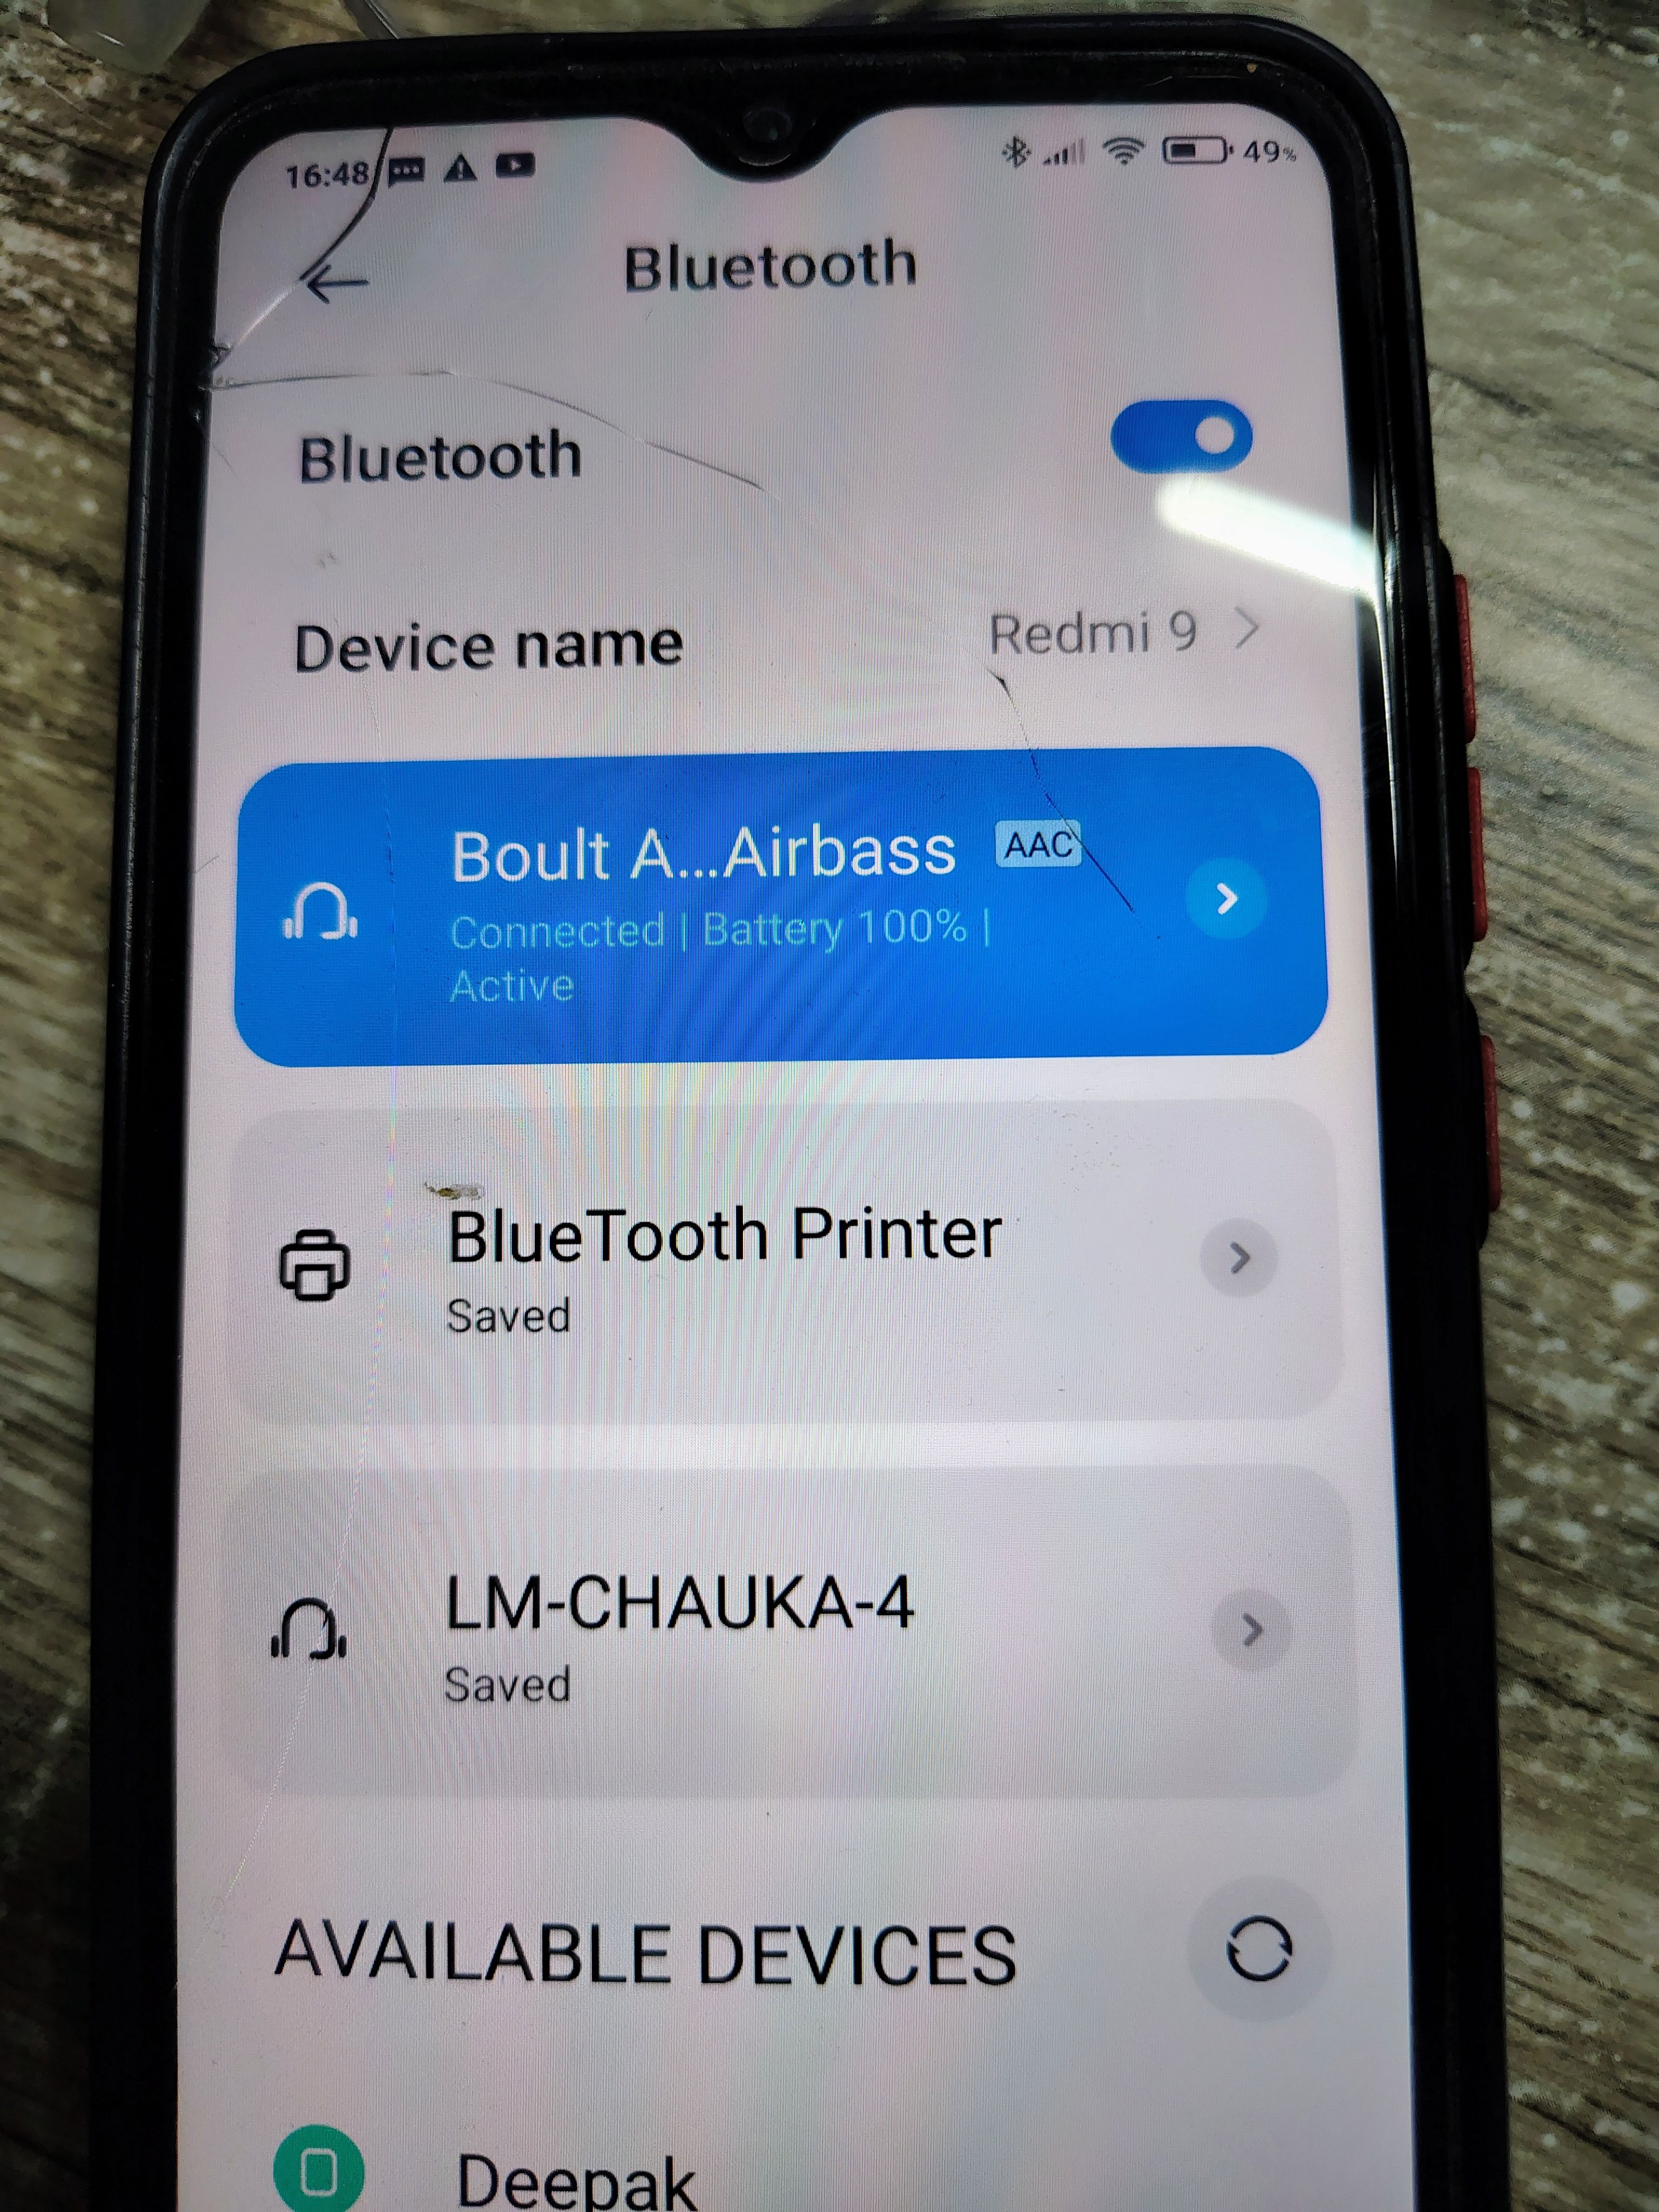 16:48 49%
Bluetooth
Bluetooth
Device name Redmi 9
Boult A...Airbass AAC
Connected | Battery 100% |
Active
BlueTooth Printer
Saved
LM-CHAUKA-4
Saved
AVAILABLE DEVICES
Deepak